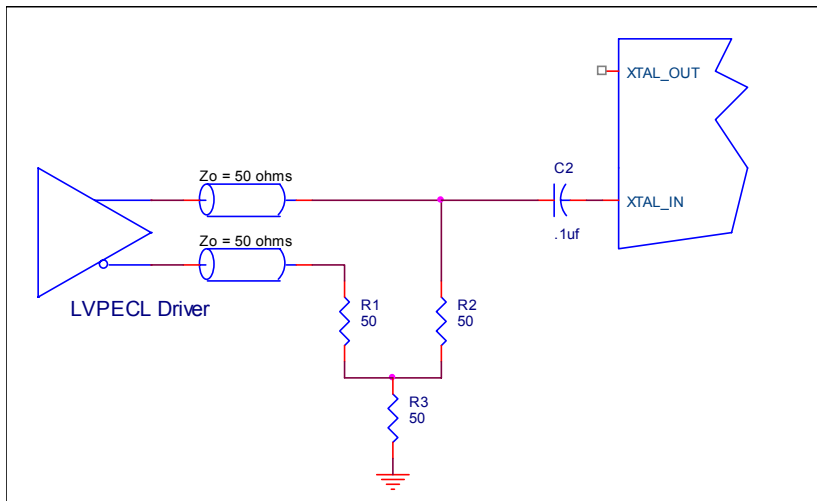 XTAL_OUT
C2
Zo = 50 ohms
XTAL_IN
.1uf
Zo = 50 ohms
LVPECL Driver
R1
50
R2
50
R3
50